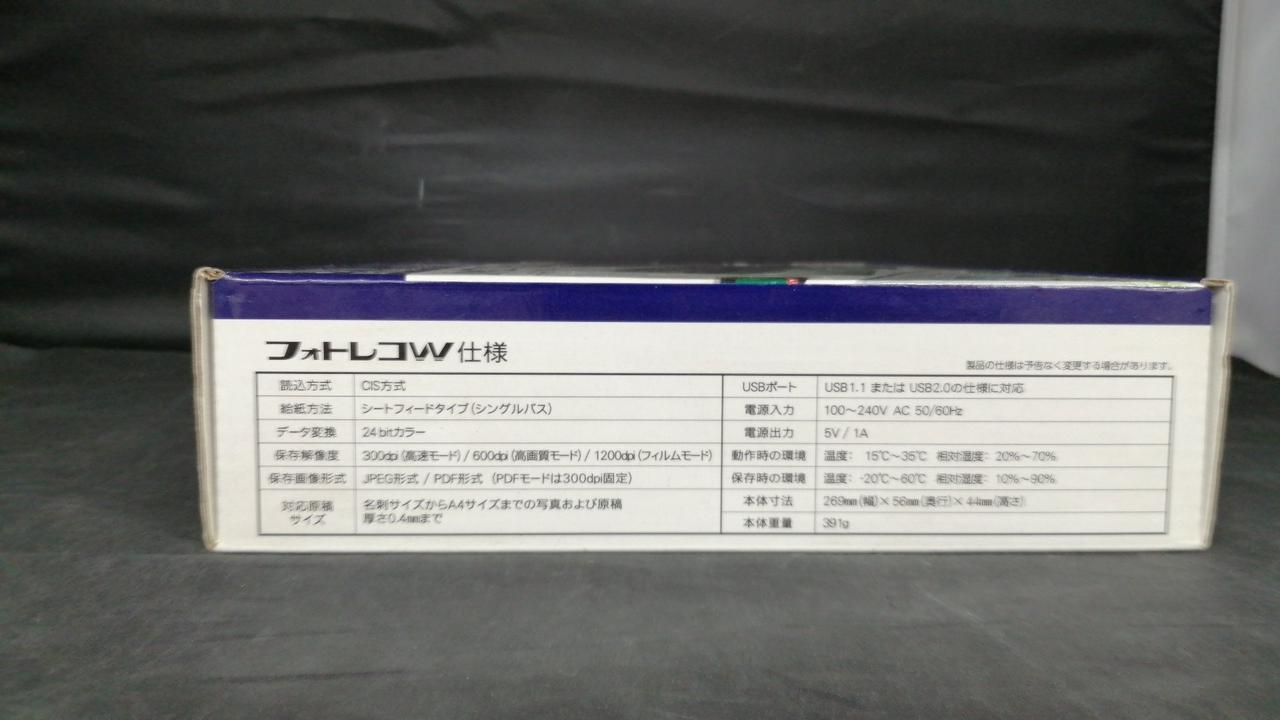 フォトレコW 仕様
製品の仕様は予告なく変更する場合があります。
読込方式 CIS方式
給紙方法 シートフィードタイプ(シングルパス)
データ変換 24bitカラー
保存解像度 300dpi(高速モード) / 600dpi(高画質モード) / 1200dpi(フィルムモード)
保存画像形式 JPEG形式 / PDF形式 (PDFモードは300dpi固定)
対応原稿
サイズ
名刺サイズからA4サイズまでの写真および原稿
厚さ0.4mmまで
USBポート USB1.1 または USB2.0の仕様に対応
電源入力 100～240V AC 50/60Hz
電源出力 5V / 1A
動作時の環境 温度: 15℃～35℃ 相対湿度: 20%～70%
保存時の環境 温度: -20℃～60℃ 相対湿度: 10%～90%
本体寸法 269mm(幅)×56mm(奥行)×44mm(高さ)
本体重量 391g